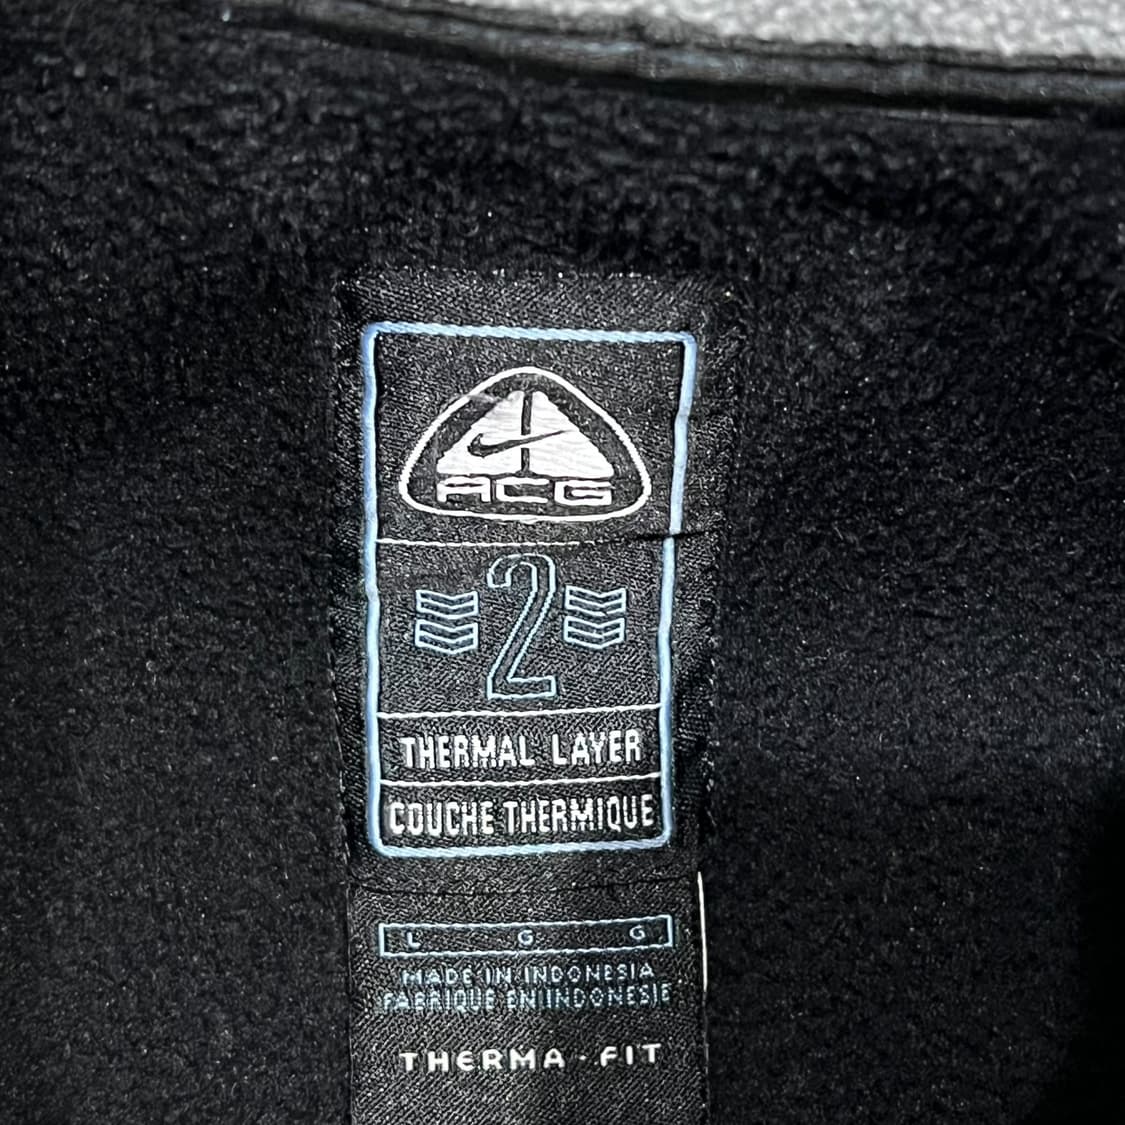 ACG
2
THERMAL LAYER
COUCHE THERMIQUE
L G G
MADE IN INDONESIA
FABRIQUE EN INDONESIE
THERMA-FIT